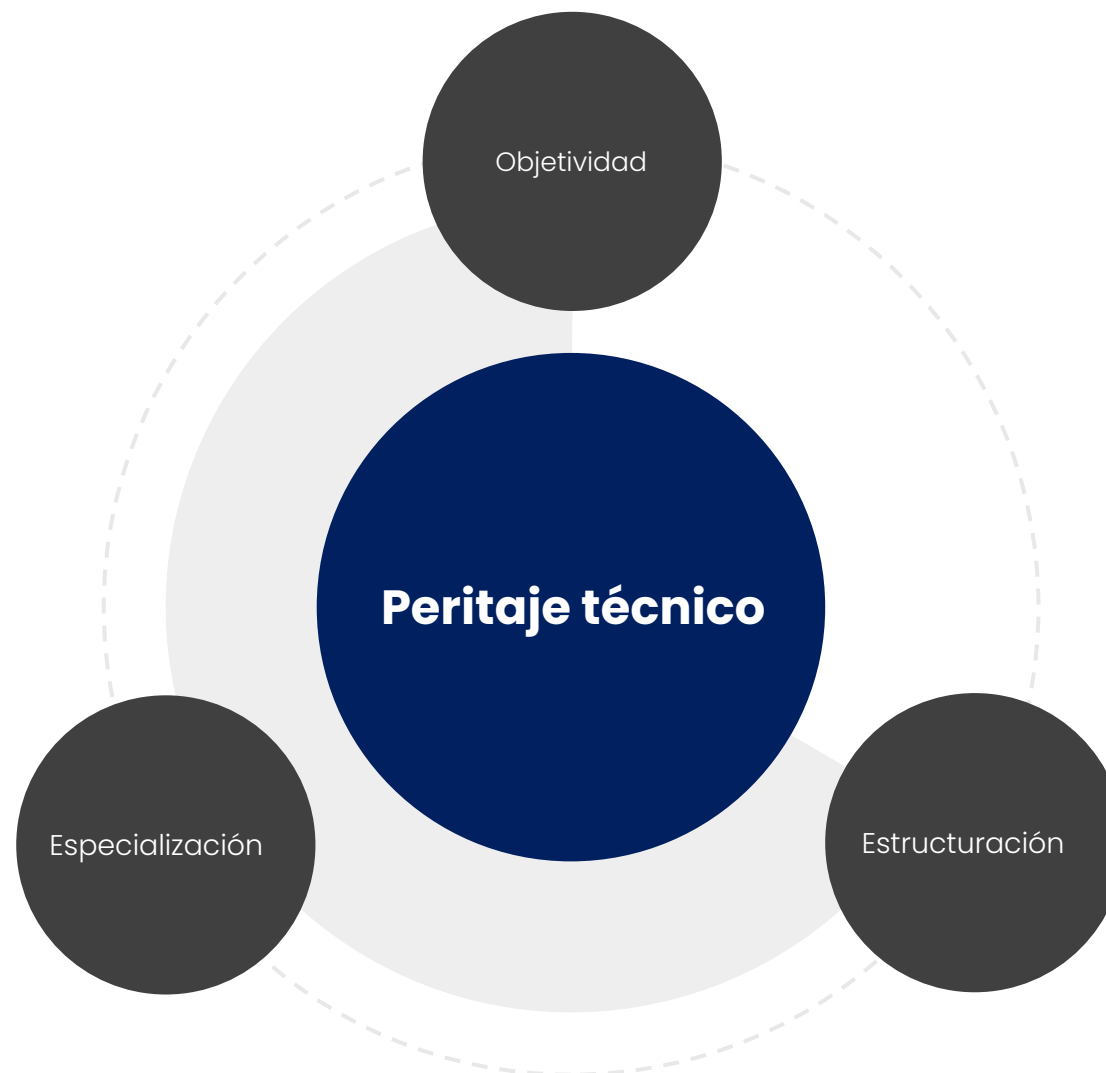 Objetividad
Peritaje técnico
Especialización
Estructuración